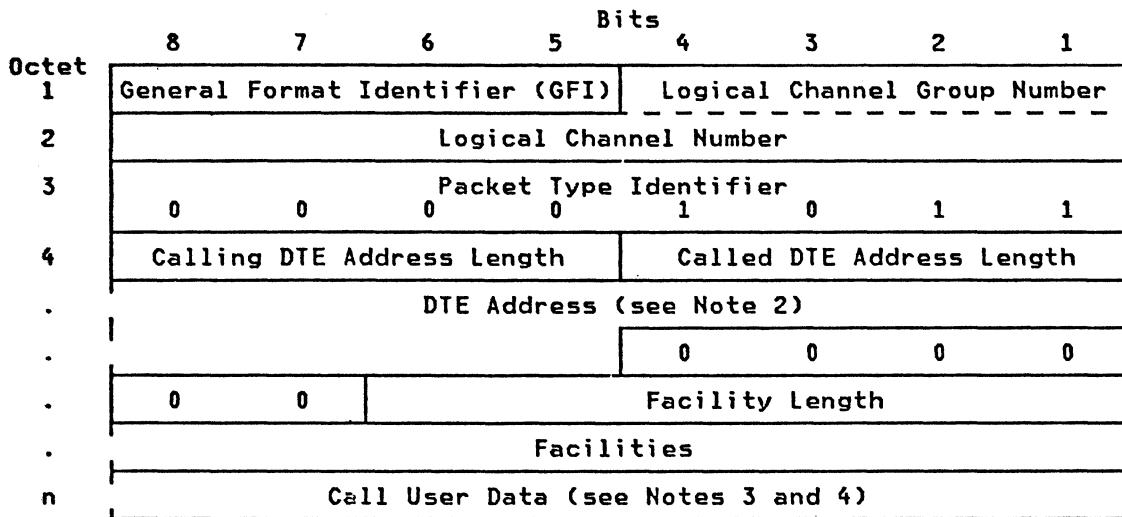 Bits
8 7 6 5 4 3 2 1
Octet
1 General Format Identifier (GFI) Logical Channel Group Number
2 Logical Channel Number
3 Packet Type Identifier
0 0 0 0 1 0 1 1
4 Calling DTE Address Length Called DTE Address Length
. DTE Address (see Note 2)
. 0 0 0 0
. 0 0 Facility Length
. Facilities
n Call User Data (see Notes 3 and 4)